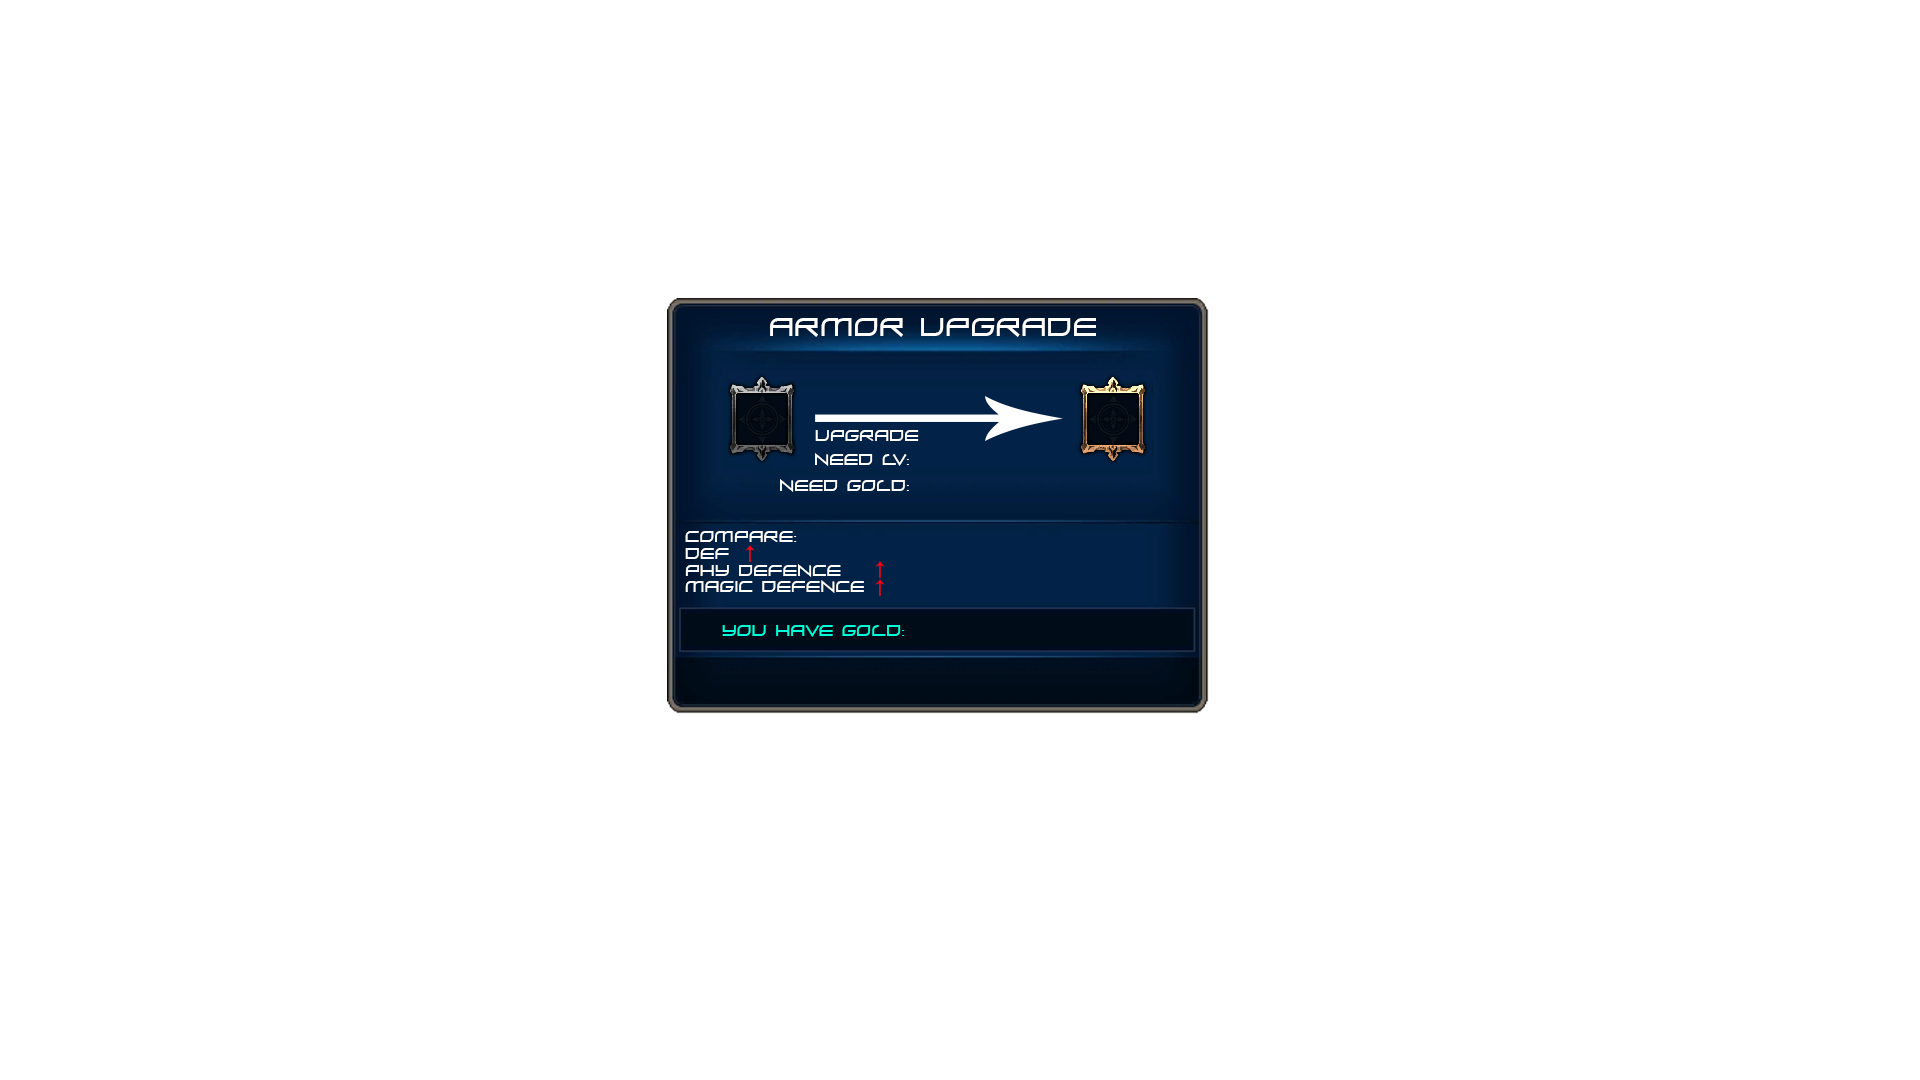 ARMOR UPGRADE
UPGRADE
NEED LV:
NEED GOLD:
COMPARE:
DEF ↑
PHY DEFENCE ↑
MAGIC DEFENCE ↑
YOU HAVE GOLD: